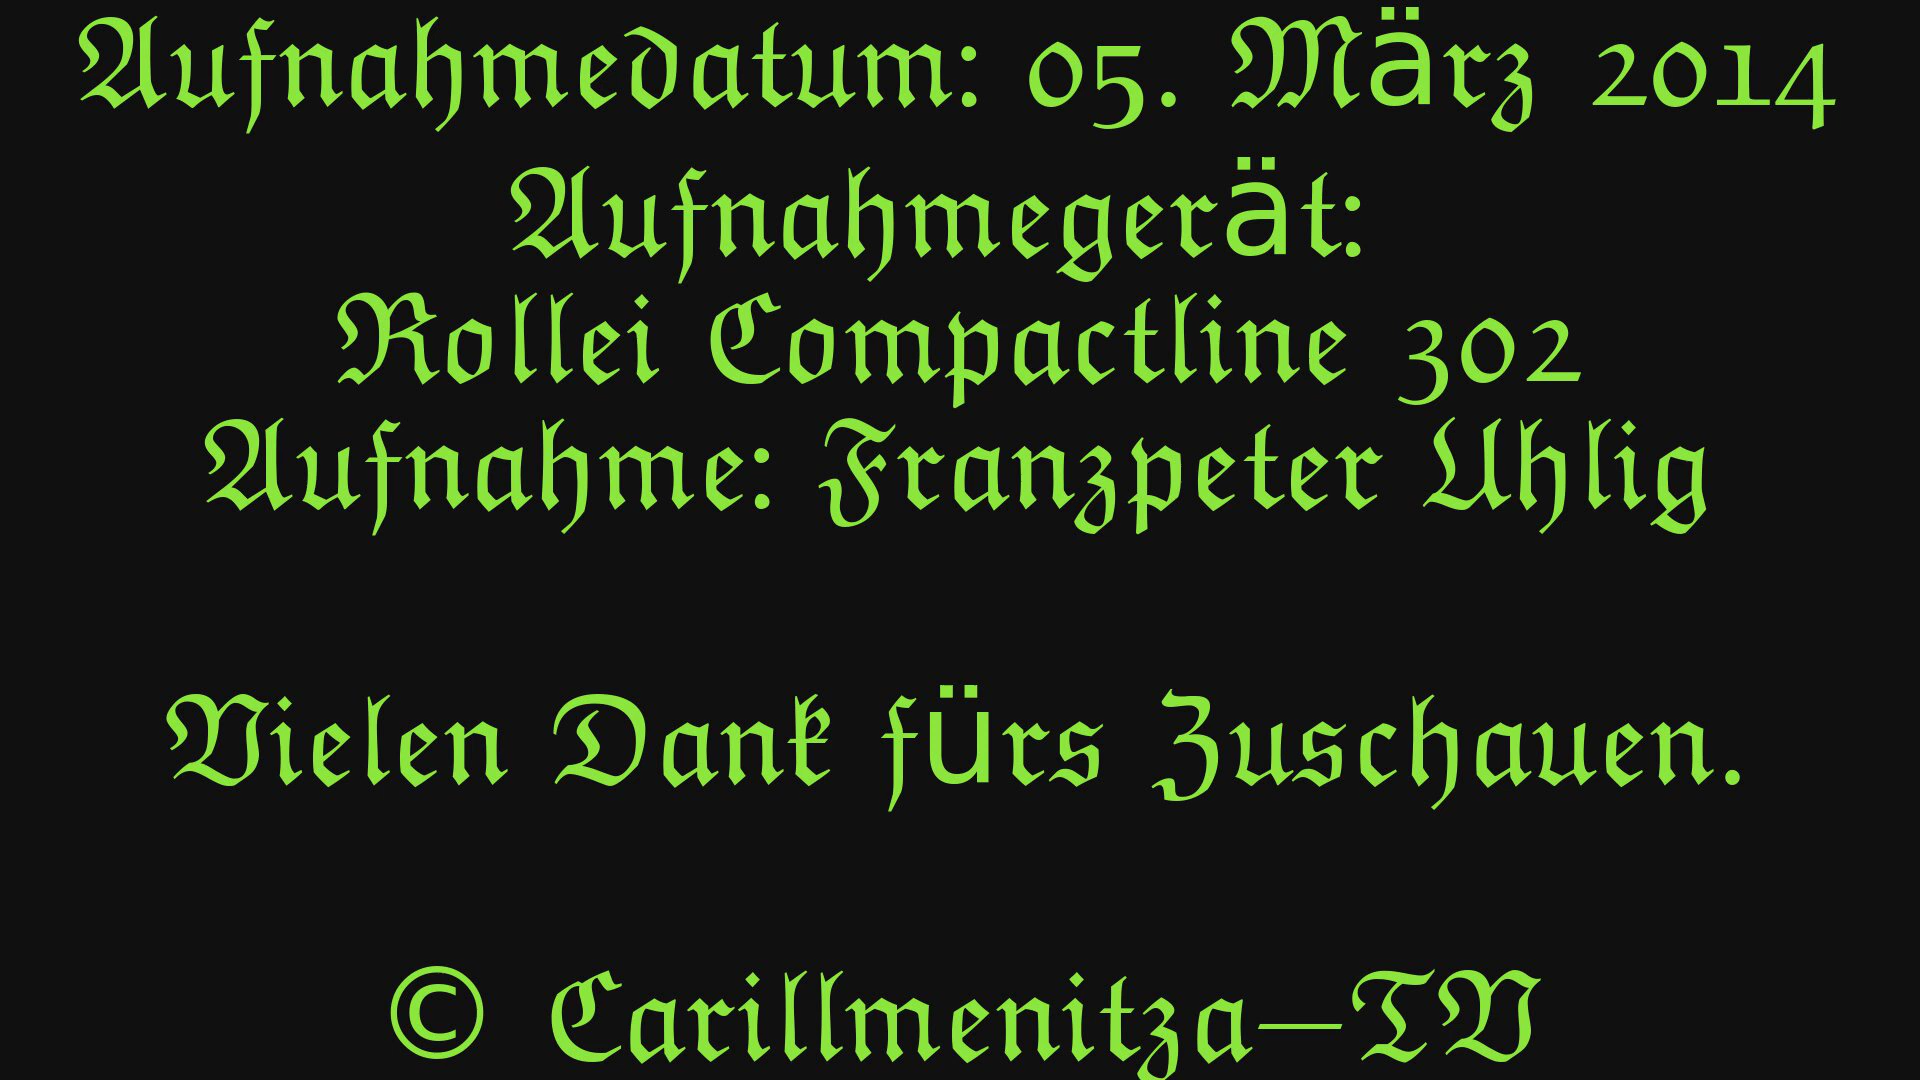 Aufnahmedatum: 05. März 2014
Aufnahmegerät:
Rollei Compactline 302
Aufnahme: Franzpeter Uhlig
Vielen Dank fürs Zuschauen.
© Carillmenitza—TV